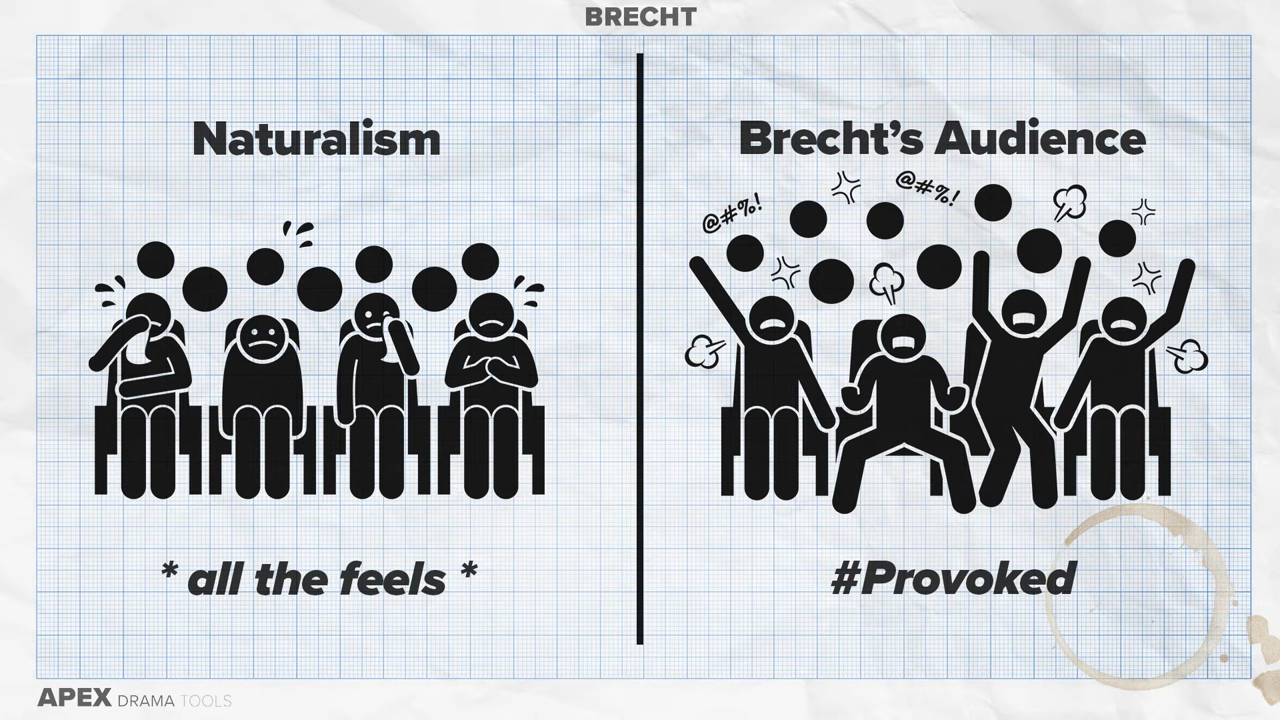 BRECHT
Naturalism
* all the feels *
Brecht’s Audience
@#%!
@#%!
#Provoked
APEX DRAMA TOOLS